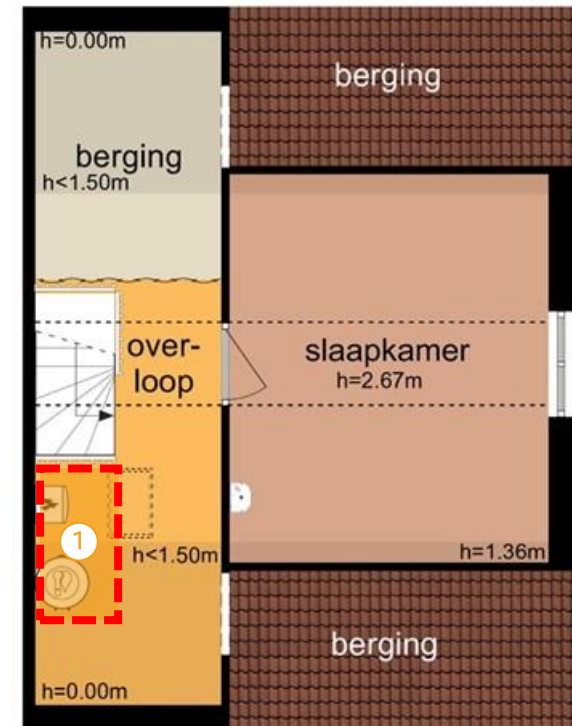 h=0.00m
berging
berging
h<1.50m
over-
loop
slaapkamer
h=2.67m
1
h<1.50m
h=1.36m
berging
h=0.00m